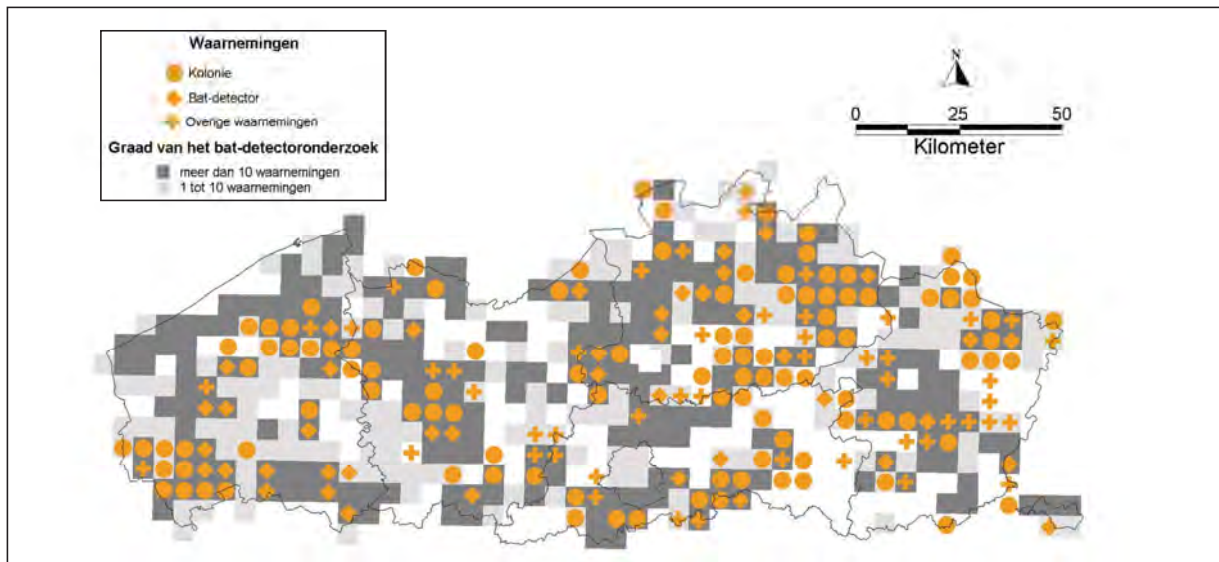 Waarnemingen
Kolonie
Bat-detector
Overige waarnemingen
Graad van het bat-detectoronderzoek
meer dan 10 waarnemingen
1 tot 10 waarnemingen
N
0 25 50
Kilometer